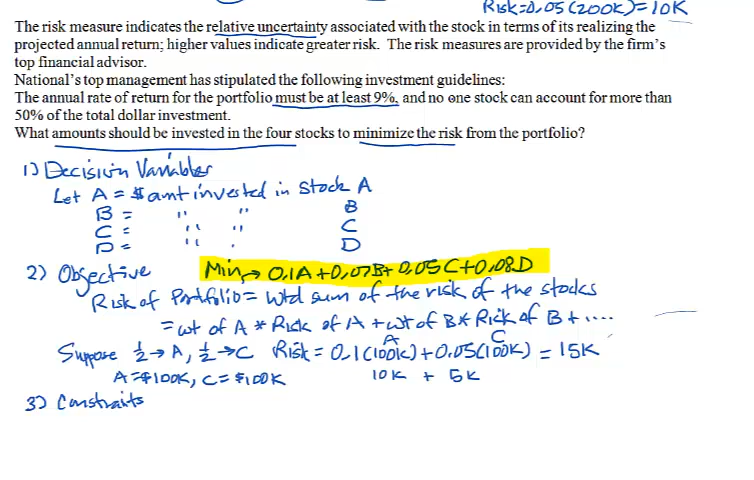 Risk=0.05(200K)=10K
The risk measure indicates the relative uncertainty associated with the stock in terms of its realizing the
projected annual return; higher values indicate greater risk. The risk measures are provided by the firm's
top financial advisor.
National's top management has stipulated the following investment guidelines:
The annual rate of return for the portfolio must be at least 9%, and no one stock can account for more than
50% of the total dollar investment.
What amounts should be invested in the four stocks to minimize the risk from the portfolio?
1) Decision Variables
Let A = $ amt invested in Stock A
B = " " B
C = " " C
D = " " D
2) Objective Min → 0.1A+0.07B+0.05C+0.08D
Risk of Portfolio = Wtd sum of the risk of the stocks
= wt of A * Risk of A + wt of B * Risk of B + ....
A C
Suppose ½→A, ½→C Risk = 0.1(100K)+0.05(100K) = 15K
A=$100K, C=$100K 10K + 5K
3) Constraits